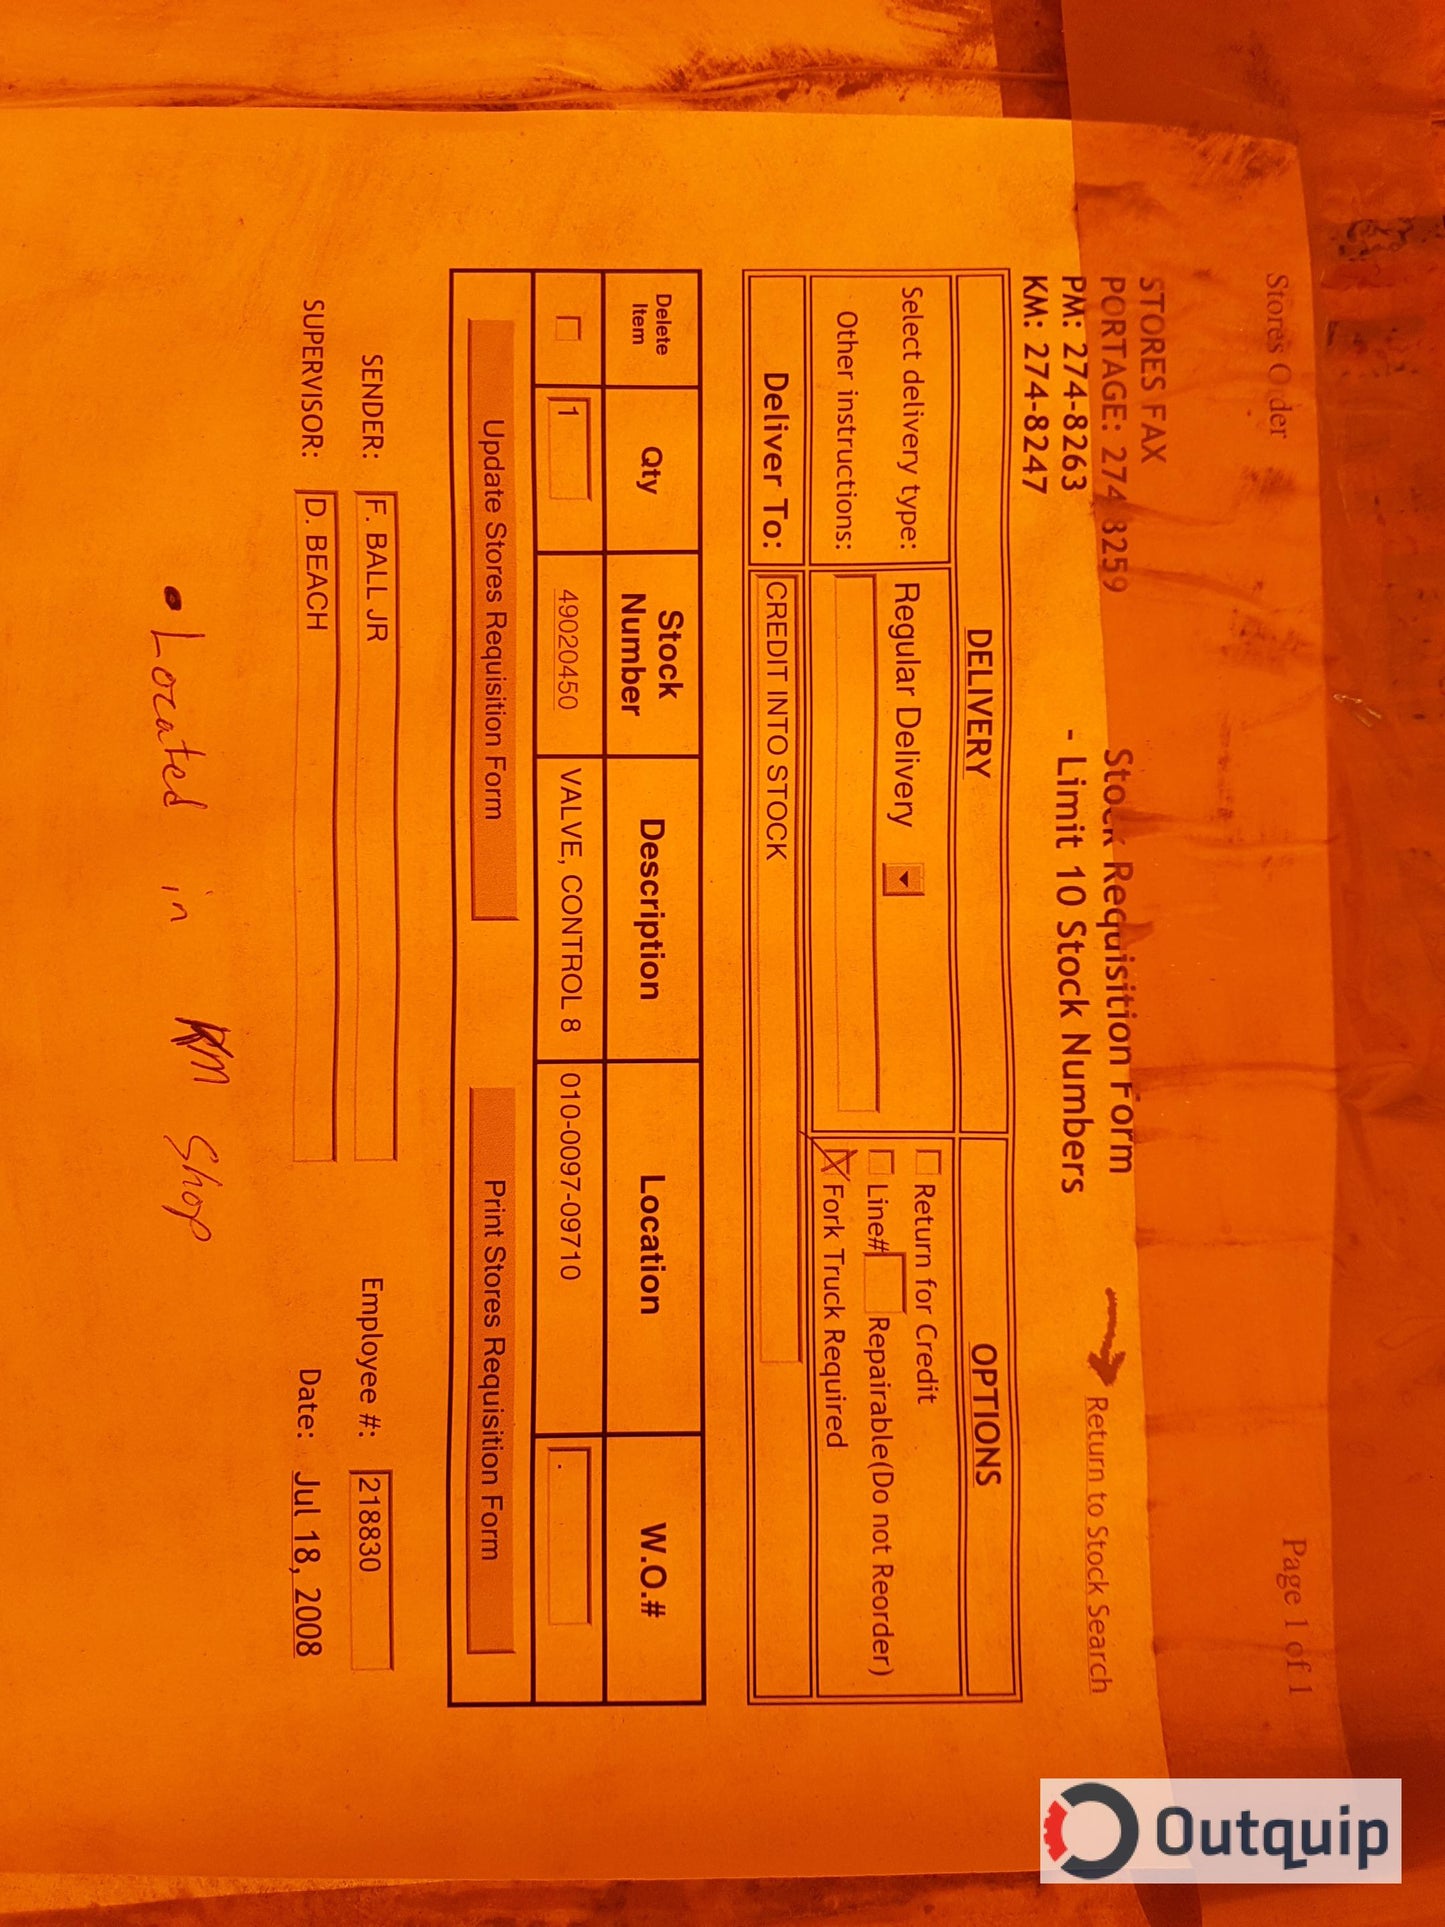 Stores Order
Page 1 of 1
STORES FAX
PORTAGE: 274-8259
PM: 274-8263
KM: 274-8247
Stock Requisition Form
- Limit 10 Stock Numbers
Return to Stock Search
DELIVERY
OPTIONS
Select delivery type:
Regular Delivery
Return for Credit
Line# Repairable(Do not Reorder)
Other instructions:
Fork Truck Required
Deliver To:
CREDIT INTO STOCK
Delete Item
Qty
Stock Number
Description
Location
W.O.#
1
49020450
VALVE, CONTROL 8
010-0097-09710
.
Update Stores Requisition Form
Print Stores Requisition Form
SENDER: F. BALL JR
Employee #: 218830
SUPERVISOR: D. BEACH
Date: Jul 18, 2008
• Located in KM Shop
Outquip